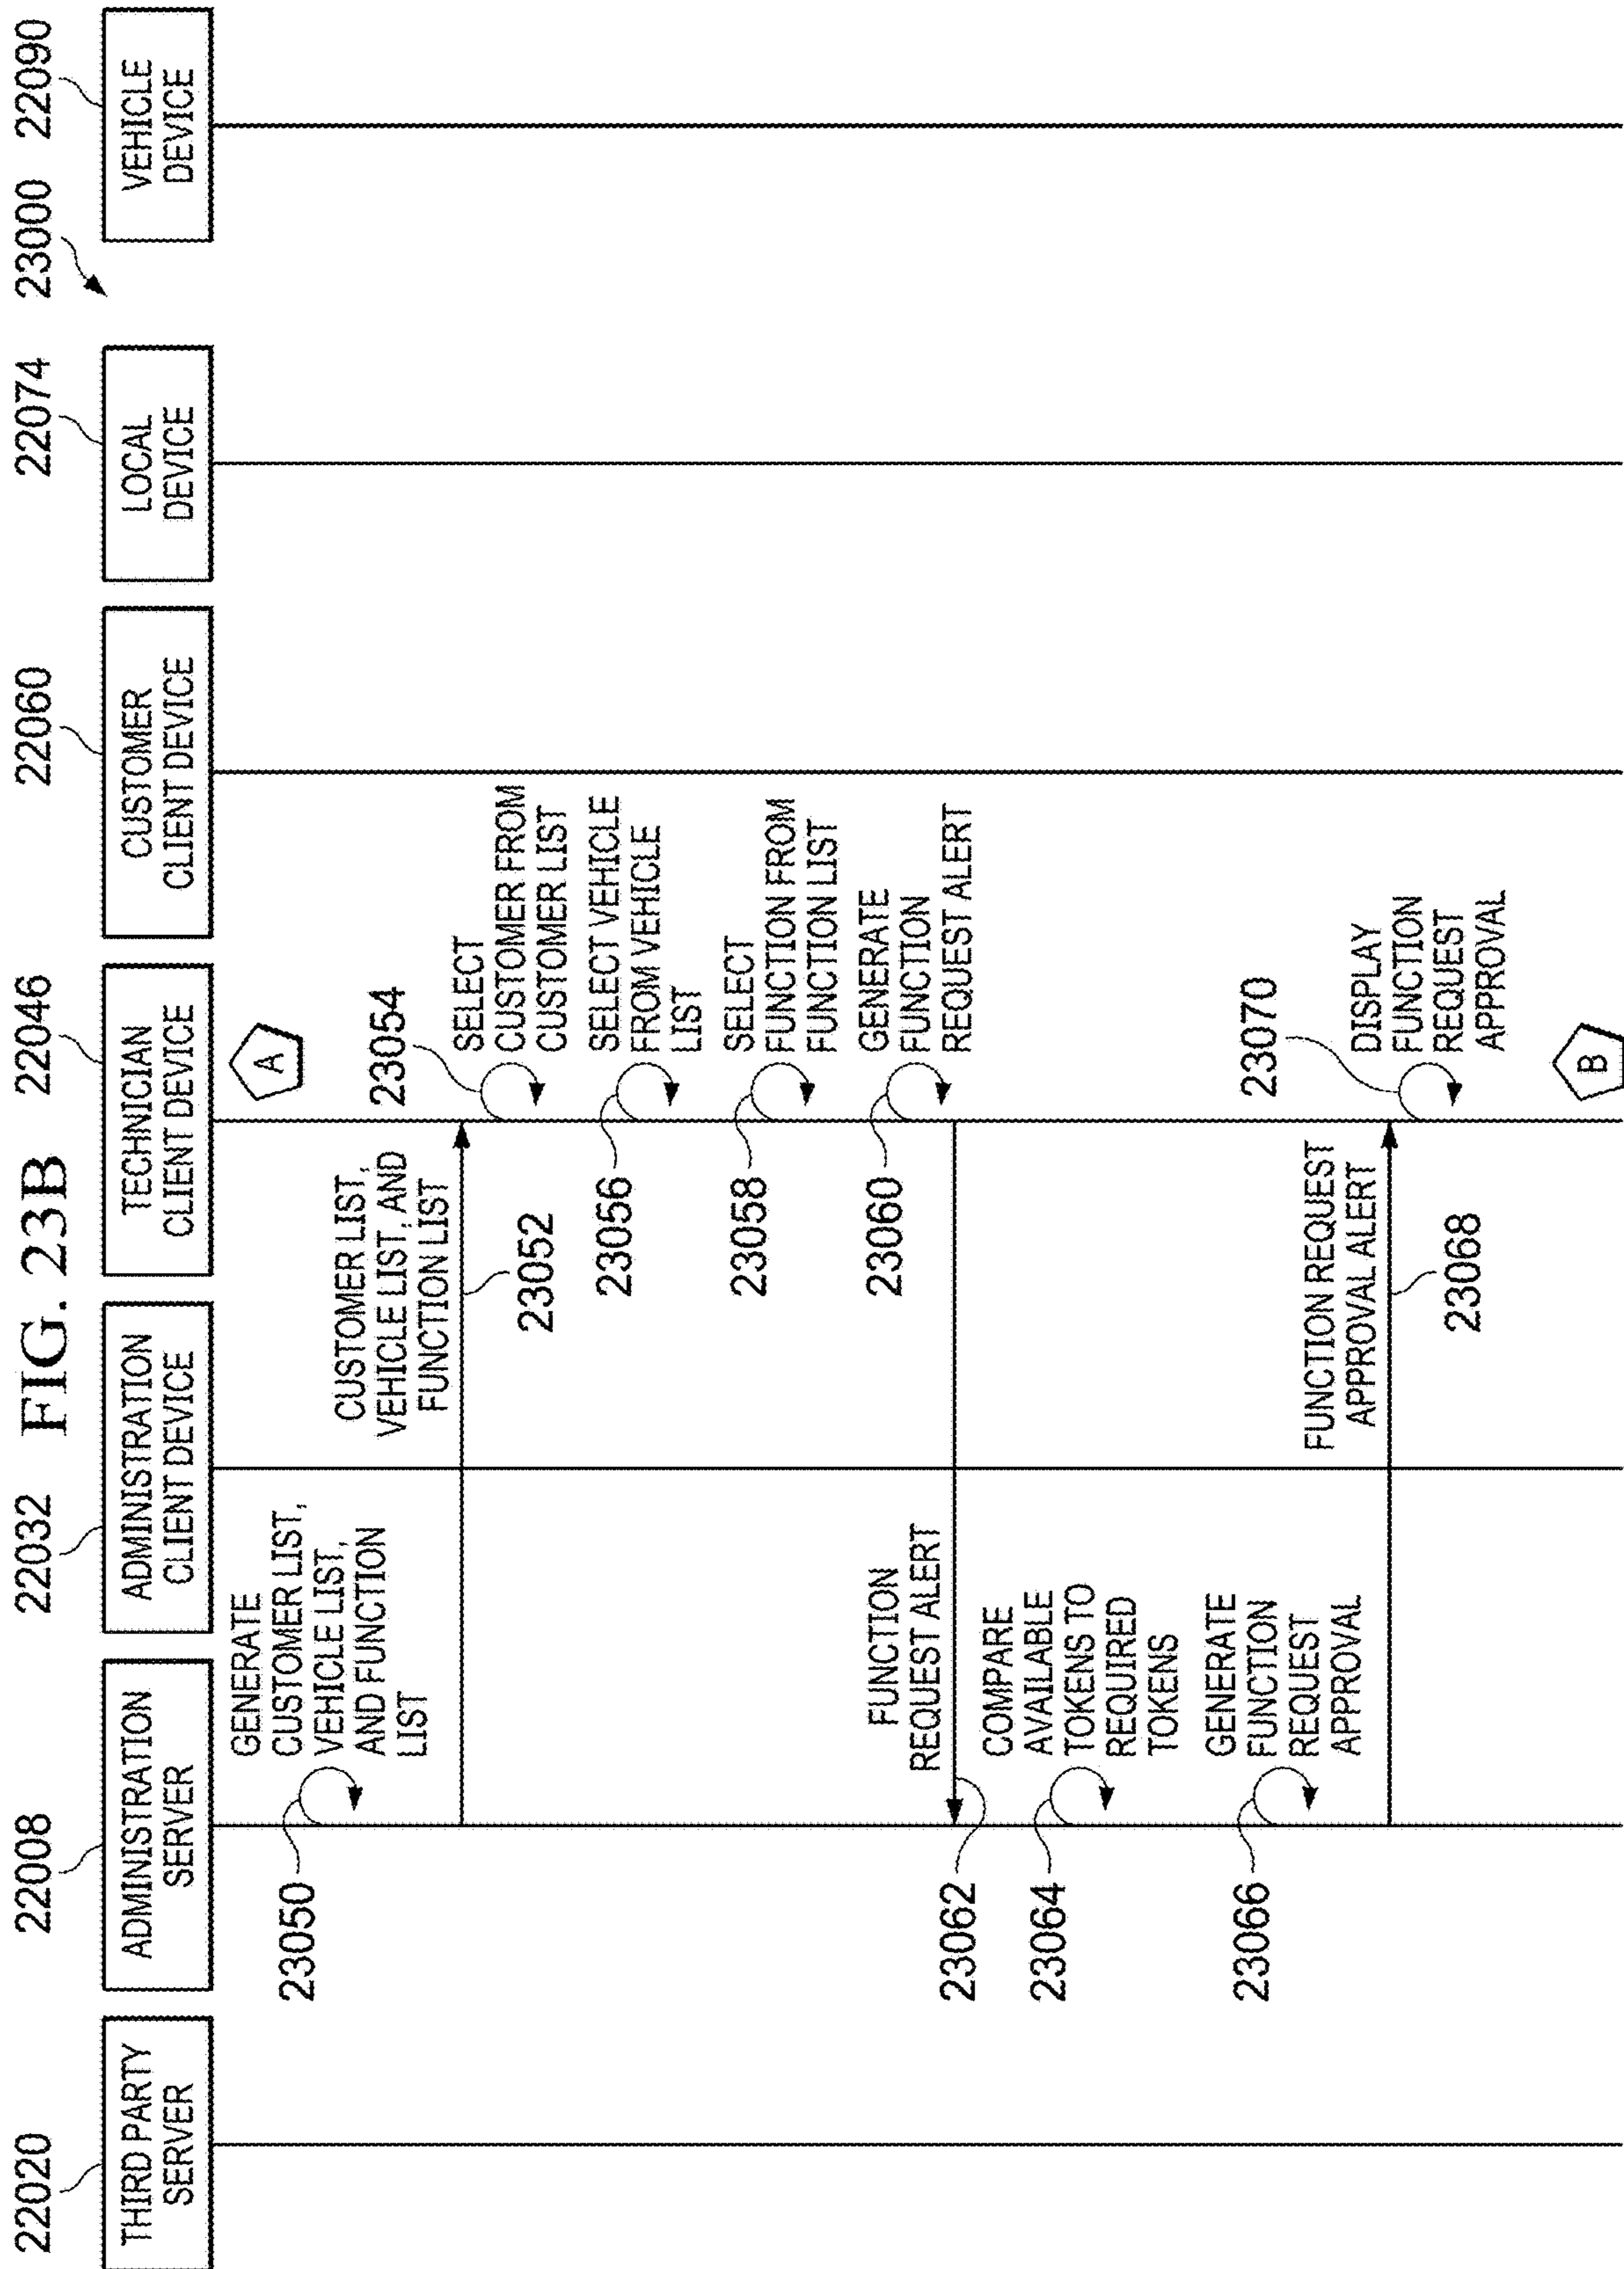 FIG. 23B
23000
22020
THIRD PARTY
SERVER
22008
ADMINISTRATION
SERVER
22032
ADMINISTRATION
CLIENT DEVICE
22046
TECHNICIAN
CLIENT DEVICE
22060
CUSTOMER
CLIENT DEVICE
22074
LOCAL
DEVICE
22090
VEHICLE
DEVICE
A
23050
GENERATE
CUSTOMER LIST,
VEHICLE LIST,
AND FUNCTION
LIST
CUSTOMER LIST,
VEHICLE LIST, AND
FUNCTION LIST
23052
23054
SELECT
CUSTOMER FROM
CUSTOMER LIST
23056
SELECT VEHICLE
FROM VEHICLE
LIST
23058
SELECT
FUNCTION FROM
FUNCTION LIST
23060
GENERATE
FUNCTION
REQUEST ALERT
FUNCTION
REQUEST ALERT
23062
23064
COMPARE
AVAILABLE
TOKENS TO
REQUIRED
TOKENS
23066
GENERATE
FUNCTION
REQUEST
APPROVAL
FUNCTION REQUEST
APPROVAL ALERT
23068
23070
DISPLAY
FUNCTION
REQUEST
APPROVAL
B